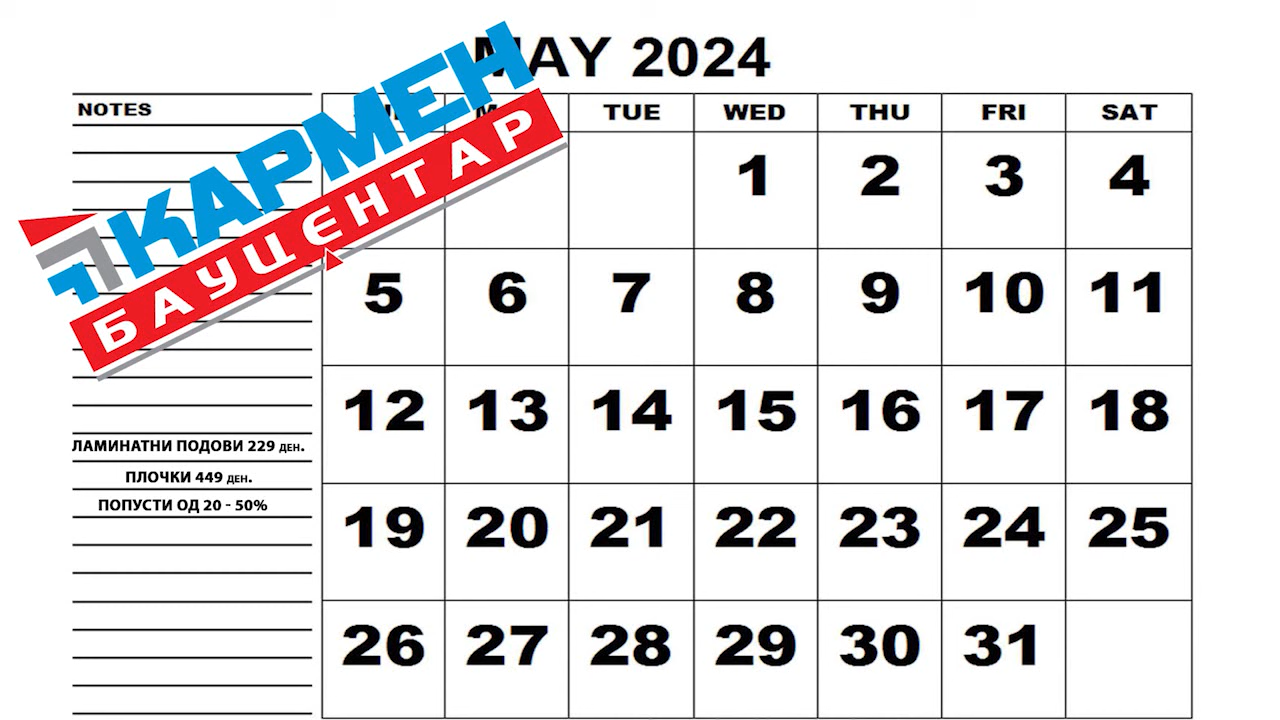 MAY 2024
КАРМЕН
БАУЦЕНТАР
NOTES
TUE WED THU FRI SAT
1 2 3 4
5 6 7 8 9 10 11
12 13 14 15 16 17 18
19 20 21 22 23 24 25
26 27 28 29 30 31
ЛАМИНАТНИ ПОДОВИ 229 ДЕН.
ПЛОЧКИ 449 ДЕН.
ПОПУСТИ ОД 20 - 50%